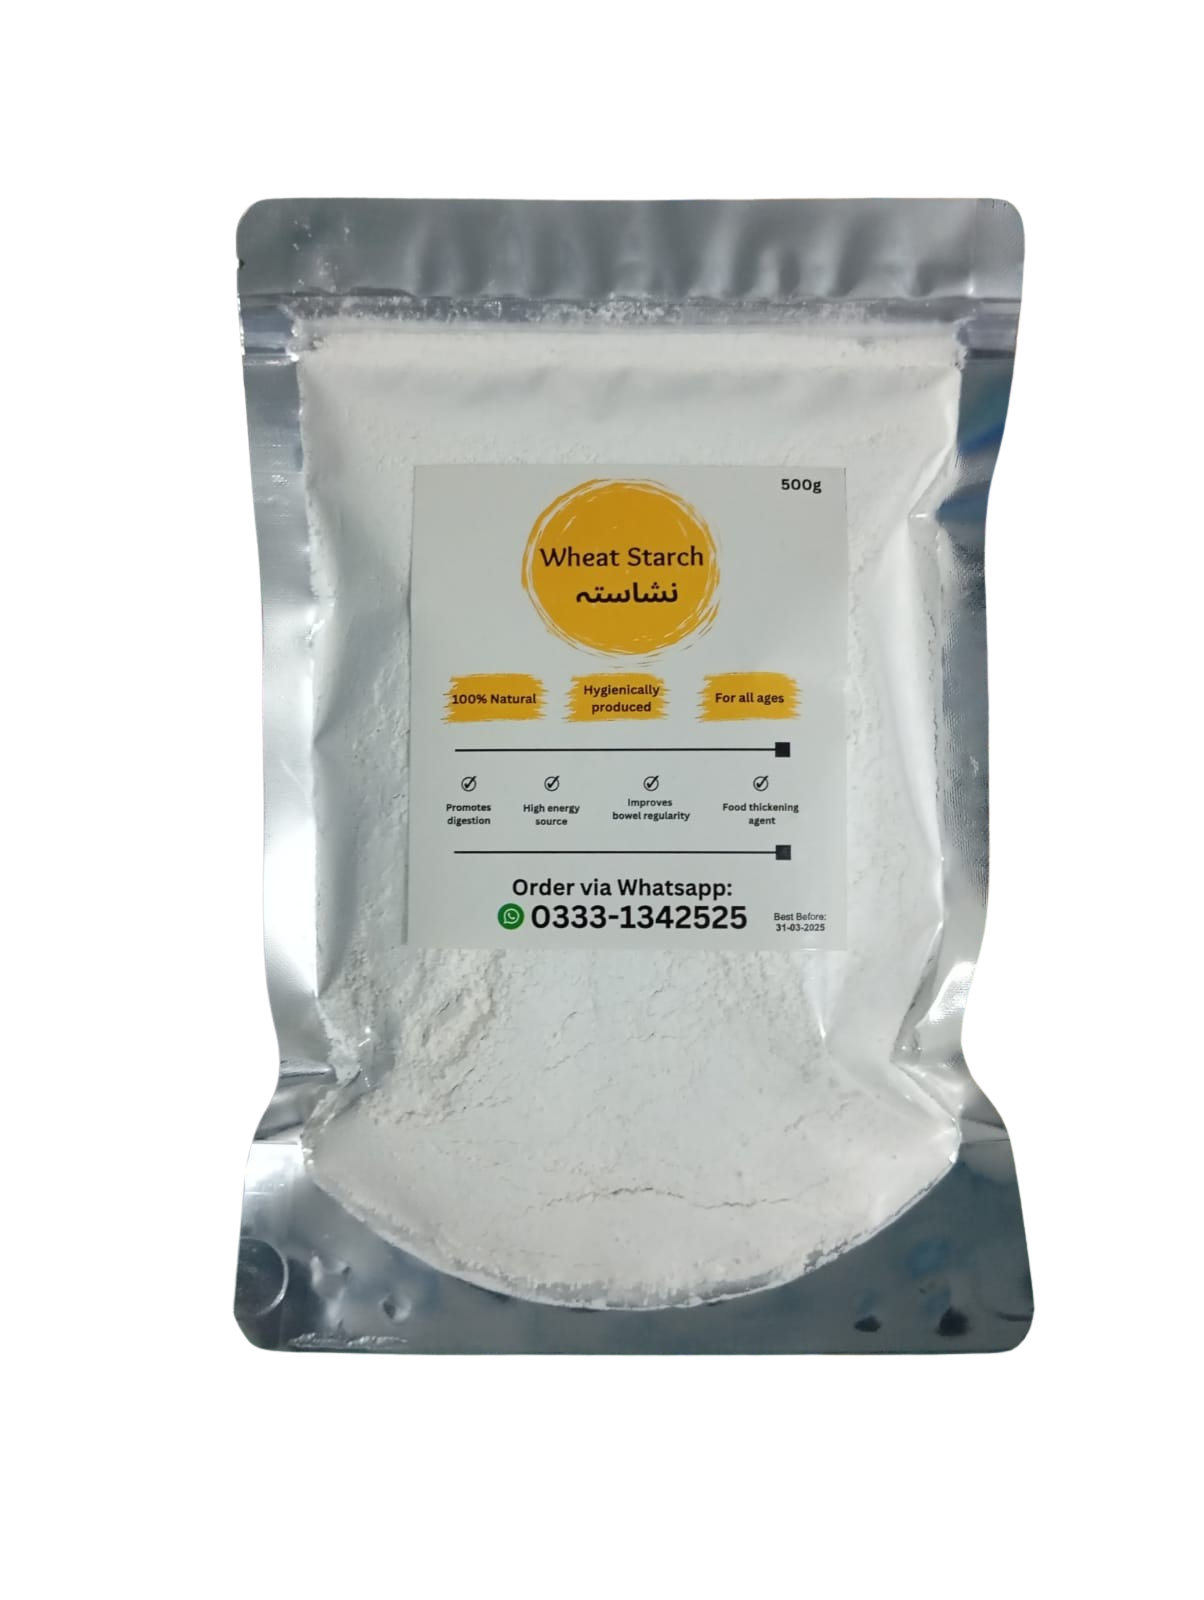 500g
Wheat Starch
نشاستہ
100% Natural
Hygienically
produced
For all ages
Promotes
digestion
High energy
source
Improves
bowel regularity
Food thickening
agent
Order via Whatsapp:
0333-1342525
Best Before:
31-03-2025